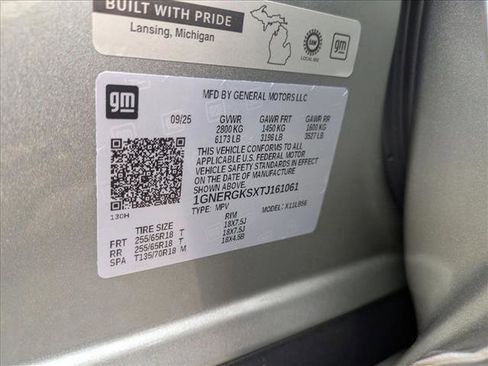 BUILT WITH PRIDE
Lansing, Michigan
LOCAL 602
gm
gm
MFD BY GENERAL MOTORS LLC
09/25
GVWR GAWR FRT GAWR RR
2800 KG 1450 KG 1600 KG
6173 LB 3196 LB 3527 LB
THIS VEHICLE CONFORMS TO ALL
APPLICABLE U.S. FEDERAL MOTOR
VEHICLE SAFETY STANDARDS
IN EFFECT ON THE DATE OF
MANUFACTURE SHOWN ABOVE.
1GNERGKSXTJ161061
TYPE: MPV MODEL:
130H
TIRE SIZE RIM
FRT 255/65R18 T 18X7.5J
RR 255/65R18 T 18X7.5J
SPA T135/70R18 M 18X4.5B